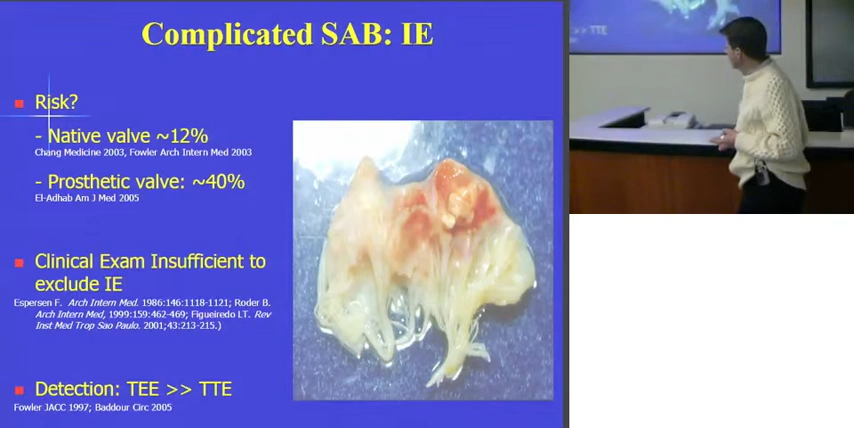 Complicated SAB: IE
Risk?
- Native valve ~12%
Chang Medicine 2003, Fowler Arch Intern Med 2003
- Prosthetic valve: ~40%
El-Adhab Am J Med 2005
Clinical Exam Insufficient to
exclude IE
Espersen F. Arch Intern Med. 1986:146:1118-1121; Roder B.
Arch Intern Med, 1999:159:462-469; Figueiredo LT. Rev
Inst Med Trop Sao Paulo. 2001;43:213-215.)
Detection: TEE >> TTE
Fowler JACC 1997; Baddour Circ 2005
>> TTE